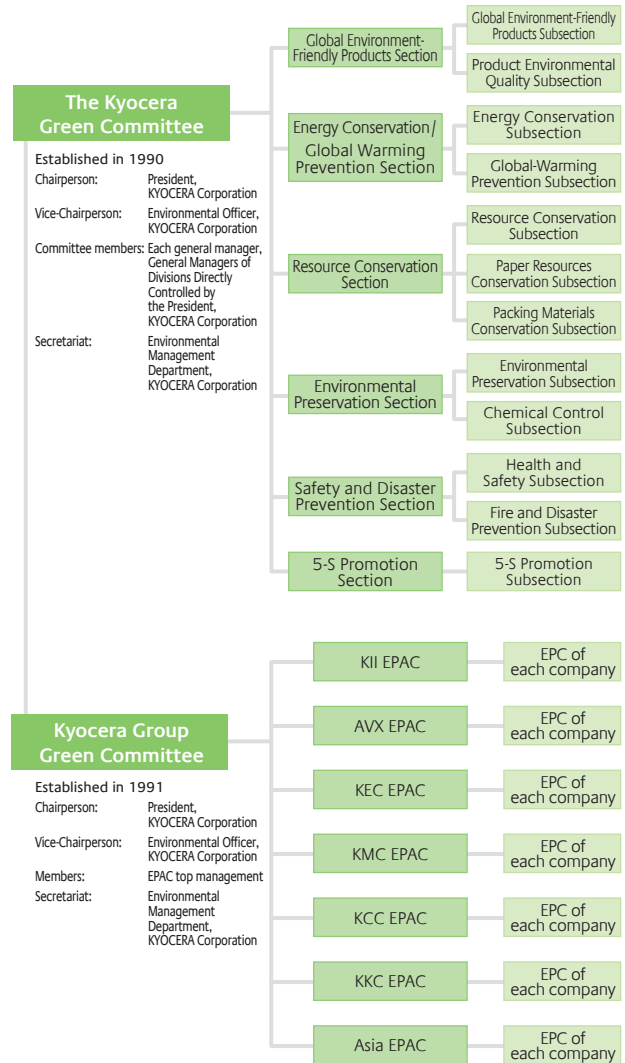 The Kyocera
Green Committee
Established in 1990
Chairperson: President,
KYOCERA Corporation
Vice-Chairperson: Environmental Officer,
KYOCERA Corporation
Committee members: Each general manager,
General Managers of
Divisions Directly
Controlled by
the President,
KYOCERA Corporation
Secretariat: Environmental
Management
Department,
KYOCERA Corporation
Global Environment-
Friendly Products Section
Global Environment-Friendly
Products Subsection
Product Environmental
Quality Subsection
Energy Conservation/
Global Warming
Prevention Section
Energy Conservation
Subsection
Global-Warming
Prevention Subsection
Resource Conservation
Section
Resource Conservation
Subsection
Paper Resources
Conservation Subsection
Packing Materials
Conservation Subsection
Environmental
Preservation Section
Environmental
Preservation Subsection
Chemical Control
Subsection
Safety and Disaster
Prevention Section
Health and
Safety Subsection
Fire and Disaster
Prevention Subsection
5-S Promotion
Section
5-S Promotion
Subsection
Kyocera Group
Green Committee
Established in 1991
Chairperson: President,
KYOCERA Corporation
Vice-Chairperson: Environmental Officer,
KYOCERA Corporation
Members: EPAC top management
Secretariat: Environmental
Management
Department,
KYOCERA Corporation
KII EPAC
EPC of
each company
AVX EPAC
EPC of
each company
KEC EPAC
EPC of
each company
KMC EPAC
EPC of
each company
KCC EPAC
EPC of
each company
KKC EPAC
EPC of
each company
Asia EPAC
EPC of
each company